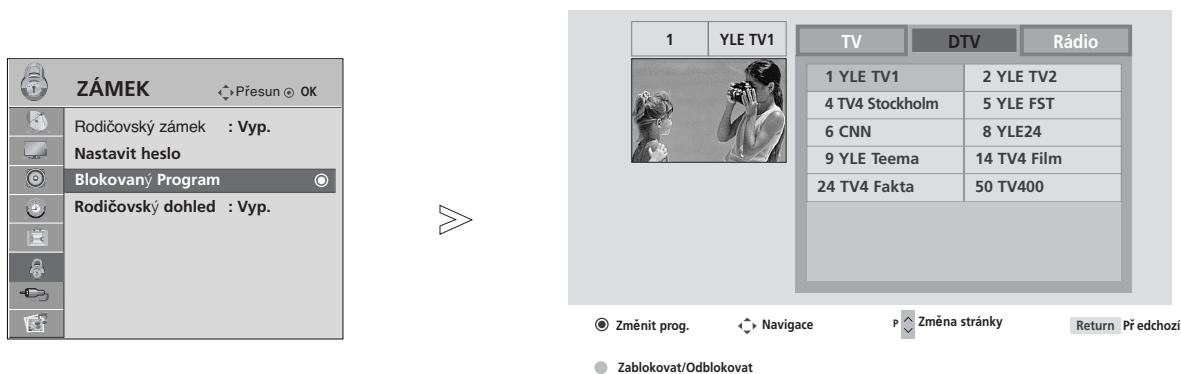 ZÁMEK
Přesun OK
Rodičovský zámek : Vyp.
Nastavit heslo
Blokovaný Program
Rodičovský dohled : Vyp.
1 YLE TV1
TV DTV Rádio
1 YLE TV1 2 YLE TV2
4 TV4 Stockholm 5 YLE FST
6 CNN 8 YLE24
9 YLE Teema 14 TV4 Film
24 TV4 Fakta 50 TV400
Změnit prog. Navigace P Změna stránky Return Př edchozí
Zablokovat/Odblokovat